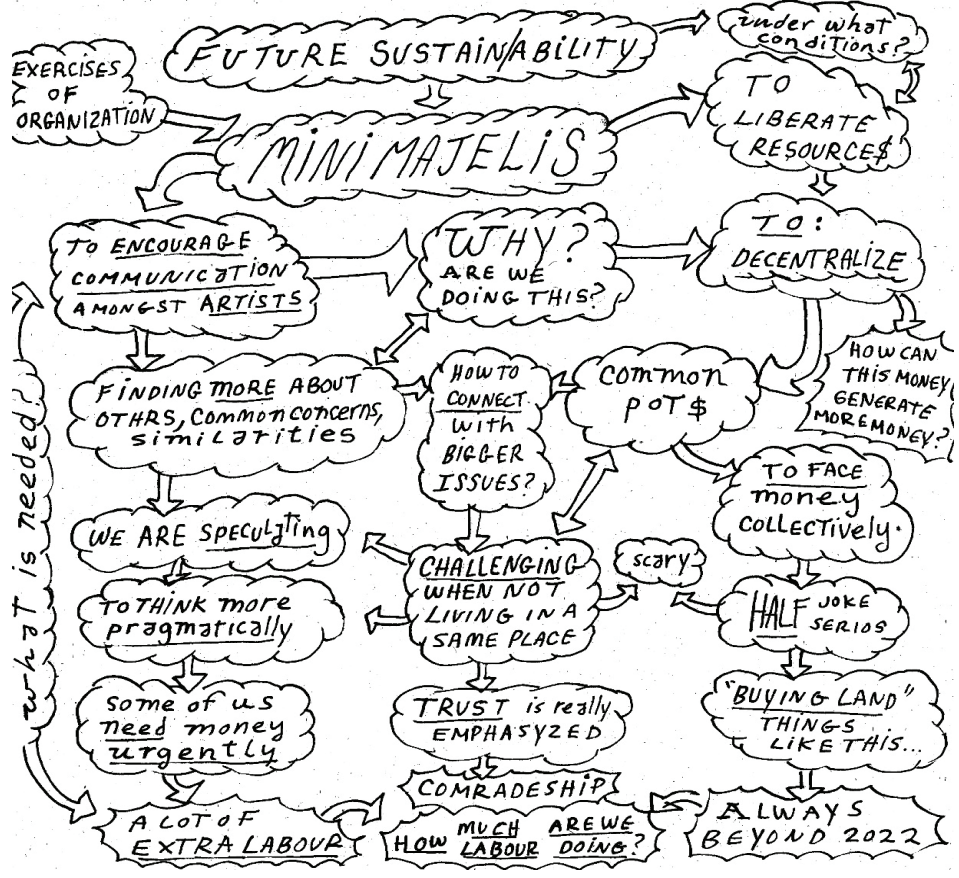 FUTURE SUSTAINABILITY
under what
conditions?
EXERCISES
OF
ORGANIZATION
MINIMAJELIS
TO
LIBERATE
RESOURCE$
TO ENCOURAGE
COMMUNICATION
AMONGST ARTISTS
WHY?
ARE WE
DOING THIS?
TO:
DECENTRALIZE
HOW CAN
THIS MONEY
GENERATE
MORE MONEY?
FINDING MORE ABOUT
OTHRS, COMMON CONCERNS,
SIMILARITIES
HOW TO
CONNECT
with
BIGGER
ISSUES?
COMMON
POT $
TO FACE
money
COLLECTIVELY.
what is needed?
WE ARE SPECULATING
CHALLENGING
WHEN NOT
LIVING IN A
SAME PLACE
scary
HALF JOKE
SERIOS
TO THINK more
pragmatically
some of us
need money
urgently
TRUST is really
EMPHASYZED
"BUYING LAND"
THINGS
LIKE THIS...
A LOT OF
EXTRA LABOUR
COMRADESHIP
HOW MUCH LABOUR ARE WE DOING?
ALWAYS
BEYOND 2022